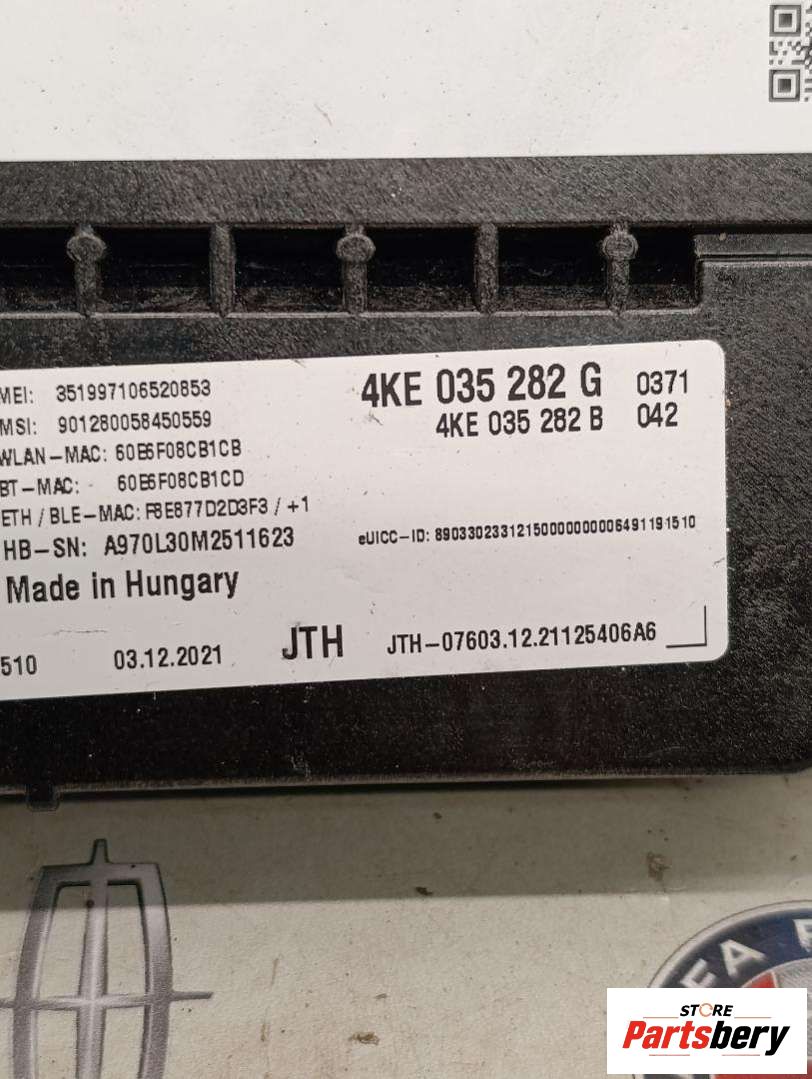 MEI: 351997106520853
4KE 035 282 G 0371
MSI: 901280058450559
4KE 035 282 B 042
WLAN-MAC: 60E6F08CB1CB
BT-MAC: 60E6F08CB1CD
ETH / BLE-MAC: F8E877D2D3F3 / +1
HB-SN: A970L30M2511623
eUICC-ID: 89033023312150000000006491191510
Made in Hungary
510 03.12.2021 JTH JTH-07603.12.21125406A6
FA
STORE
Partsbery